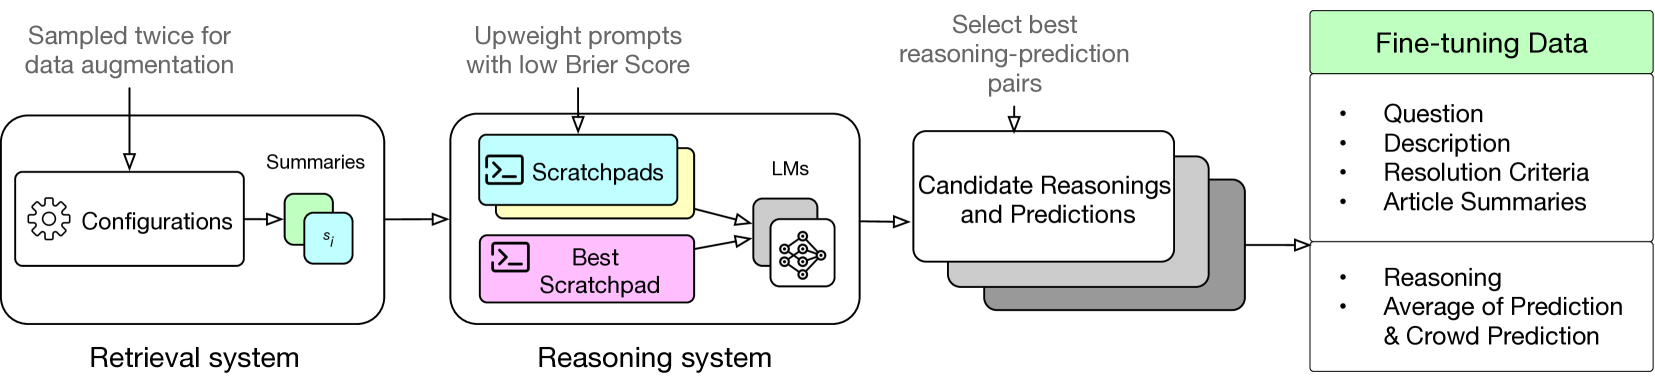 Sampled twice for
data augmentation
Configurations
Summaries
s_i
Retrieval system
Upweight prompts
with low Brier Score
Scratchpads
Best
Scratchpad
LMs
Reasoning system
Select best
reasoning-prediction
pairs
Candidate Reasonings
and Predictions
Fine-tuning Data
• Question
• Description
• Resolution Criteria
• Article Summaries
• Reasoning
• Average of Prediction
& Crowd Prediction